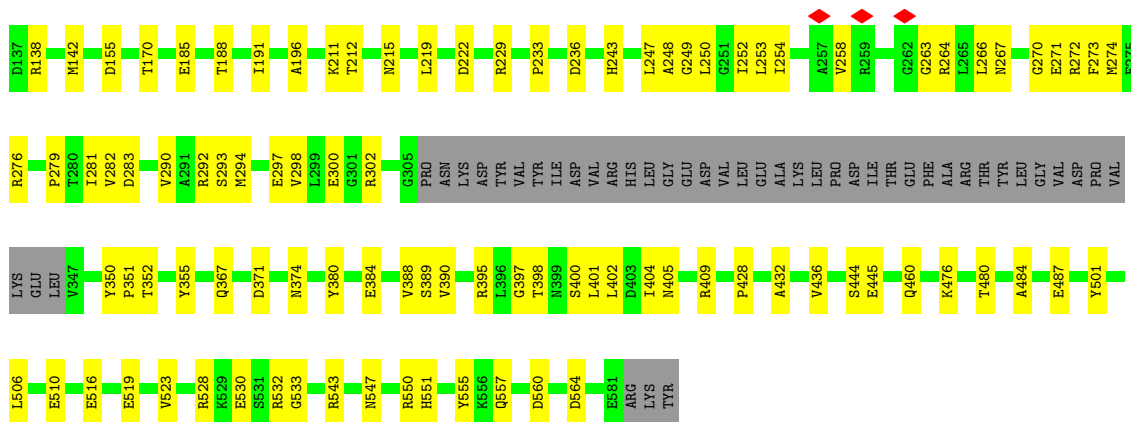 D137 R138 M142 D155 T170 E185 T188 I191 A196 K211 T212 N215 L219 D222 R229 P233 D236 H243 L247 A248 G249 L250 G251 I252 L253 I254 A257 V258 R259 G262 G263 R264 L265 L266 N267 G270 E271 R272 F273 M274 F275
R276 P279 T280 I281 V282 D283 V290 A291 R292 S293 M294 E297 V298 L299 E300 G301 R302 G305 PRO ASN LYS ASP TYR VAL TYR ILE ASP VAL ARG HIS LEU GLY GLU ASP VAL LEU GLU ALA LYS LEU PRO ASP ILE THR GLU PHE ALA ARG THR TYR LEU GLY VAL ASP PRO VAL
LYS GLU LEU V347 Y350 P351 T352 Y355 Q367 D371 N374 Y380 E384 V388 S389 V390 R395 L396 G397 T398 N399 S400 L401 L402 D403 I404 N405 R409 P428 A432 V436 S444 E445 Q460 K476 T480 A484 E487 Y501
L506 E510 E516 E519 V523 R528 K529 E530 S531 R532 G533 R543 N547 R550 H551 Y555 K556 Q557 D560 D564 E581 ARG LYS TYR